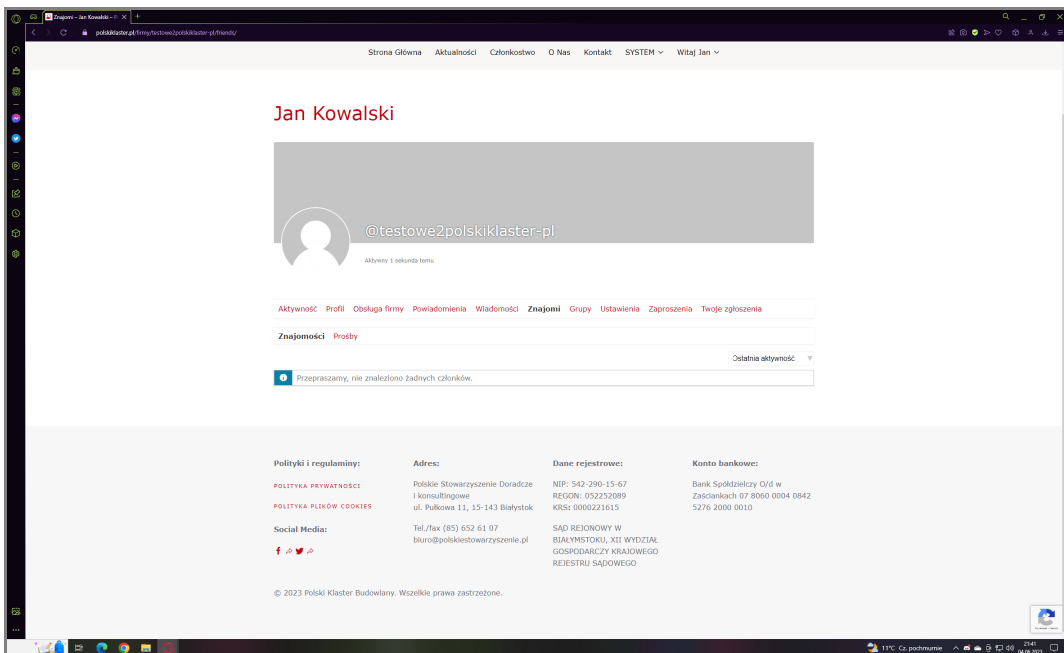 Znajomi – Jan Kowalski – P
polskiklaster.pl/firmy/testowe2polskiklaster-pl/friends/
Strona Główna Aktualności Członkostwo O Nas Kontakt SYSTEM Witaj Jan
Jan Kowalski
@testowe2polskiklaster-pl
Aktywny 1 sekunda temu
Aktywność Profil Obsługa firmy Powiadomienia Wiadomości Znajomi Grupy Ustawienia Zaproszenia Twoje zgłoszenia
Znajomości Prośby
Ostatnia aktywność
Przepraszamy, nie znaleziono żadnych członków.
Polityki i regulaminy:
POLITYKA PRYWATNOŚCI
POLITYKA PLIKÓW COOKIES
Social Media:
Adres:
Polskie Stowarzyszenie Doradcze
i konsultingowe
ul. Pułkowa 11, 15-143 Białystok
Tel./fax (85) 652 61 07
biuro@polskiestowarzyszenie.pl
Dane rejestrowe:
NIP: 542-290-15-67
REGON: 052252089
KRS: 0000221615
SĄD REJONOWY W
BIAŁYMSTOKU, XII WYDZIAŁ
GOSPODARCZY KRAJOWEGO
REJESTRU SĄDOWEGO
Konto bankowe:
Bank Spółdzielczy O/d w
Zaściankach 07 8060 0004 0842
5276 2000 0010
© 2023 Polski Klaster Budowlany. Wszelkie prawa zastrzeżone.
11°C Cz. pochmurnie
21:41
04.06.2023